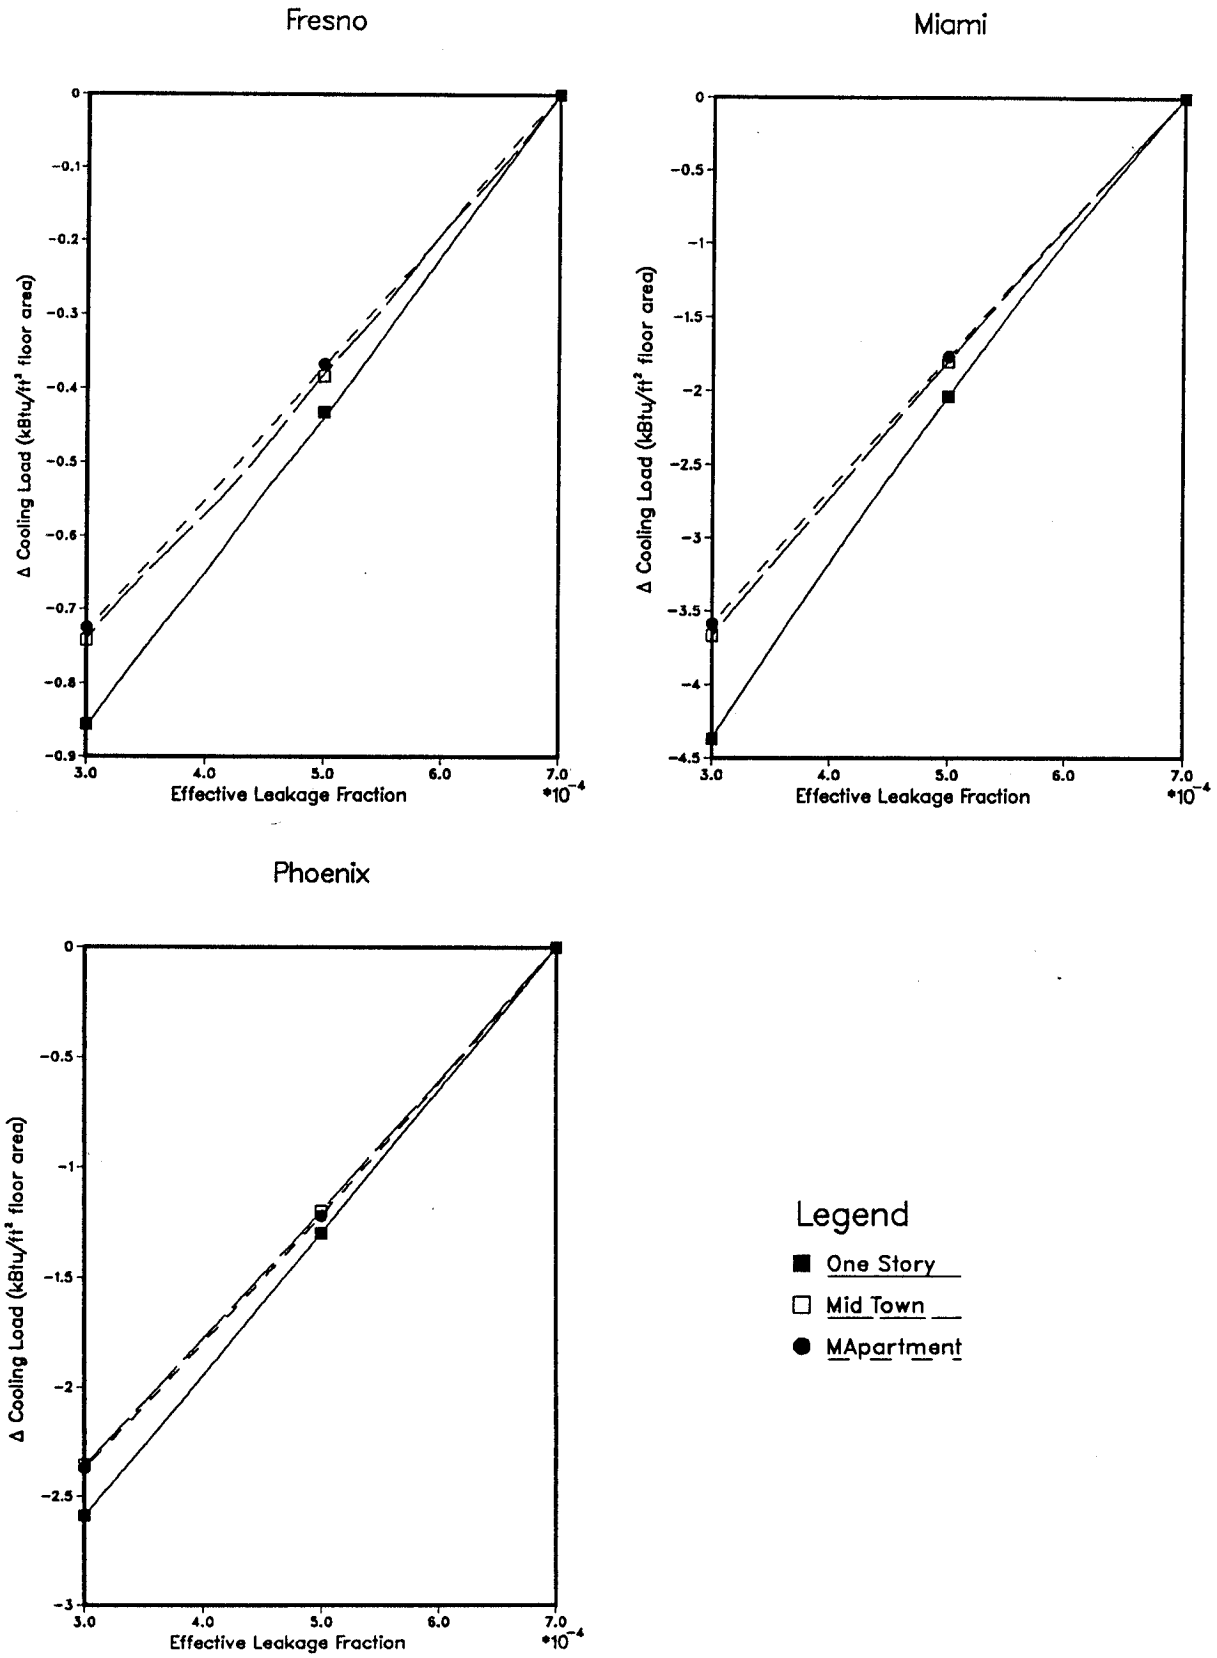 Fresno
0
-0.1
-0.2
-0.3
-0.4
-0.5
-0.6
-0.7
-0.8
-0.9
Δ Cooling Load (kBtu/ft² floor area)
3.0 4.0 5.0 6.0 7.0
Effective Leakage Fraction *10⁻⁴
Miami
0
-0.5
-1
-1.5
-2
-2.5
-3
-3.5
-4
-4.5
Δ Cooling Load (kBtu/ft² floor area)
3.0 4.0 5.0 6.0 7.0
Effective Leakage Fraction *10⁻⁴
Phoenix
0
-0.5
-1
-1.5
-2
-2.5
-3
Δ Cooling Load (kBtu/ft² floor area)
3.0 4.0 5.0 6.0 7.0
Effective Leakage Fraction *10⁻⁴
Legend
One Story
Mid Town
MApartment